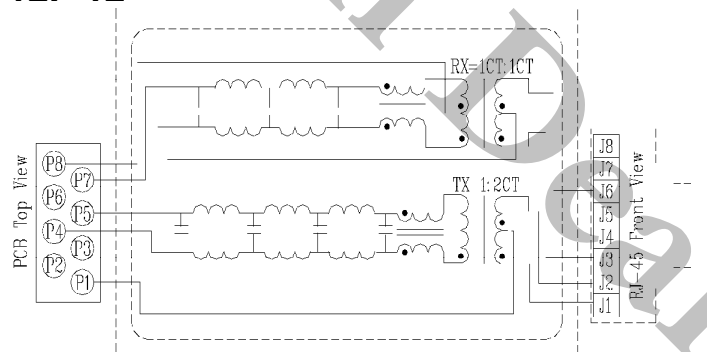 RX=1CT:1CT
TX 1:2CT
PCB Top View
P8
P7
P6
P5
P4
P3
P2
P1
J8
J7
J6
J5
J4
J3
J2
J1
RJ-45 Front View